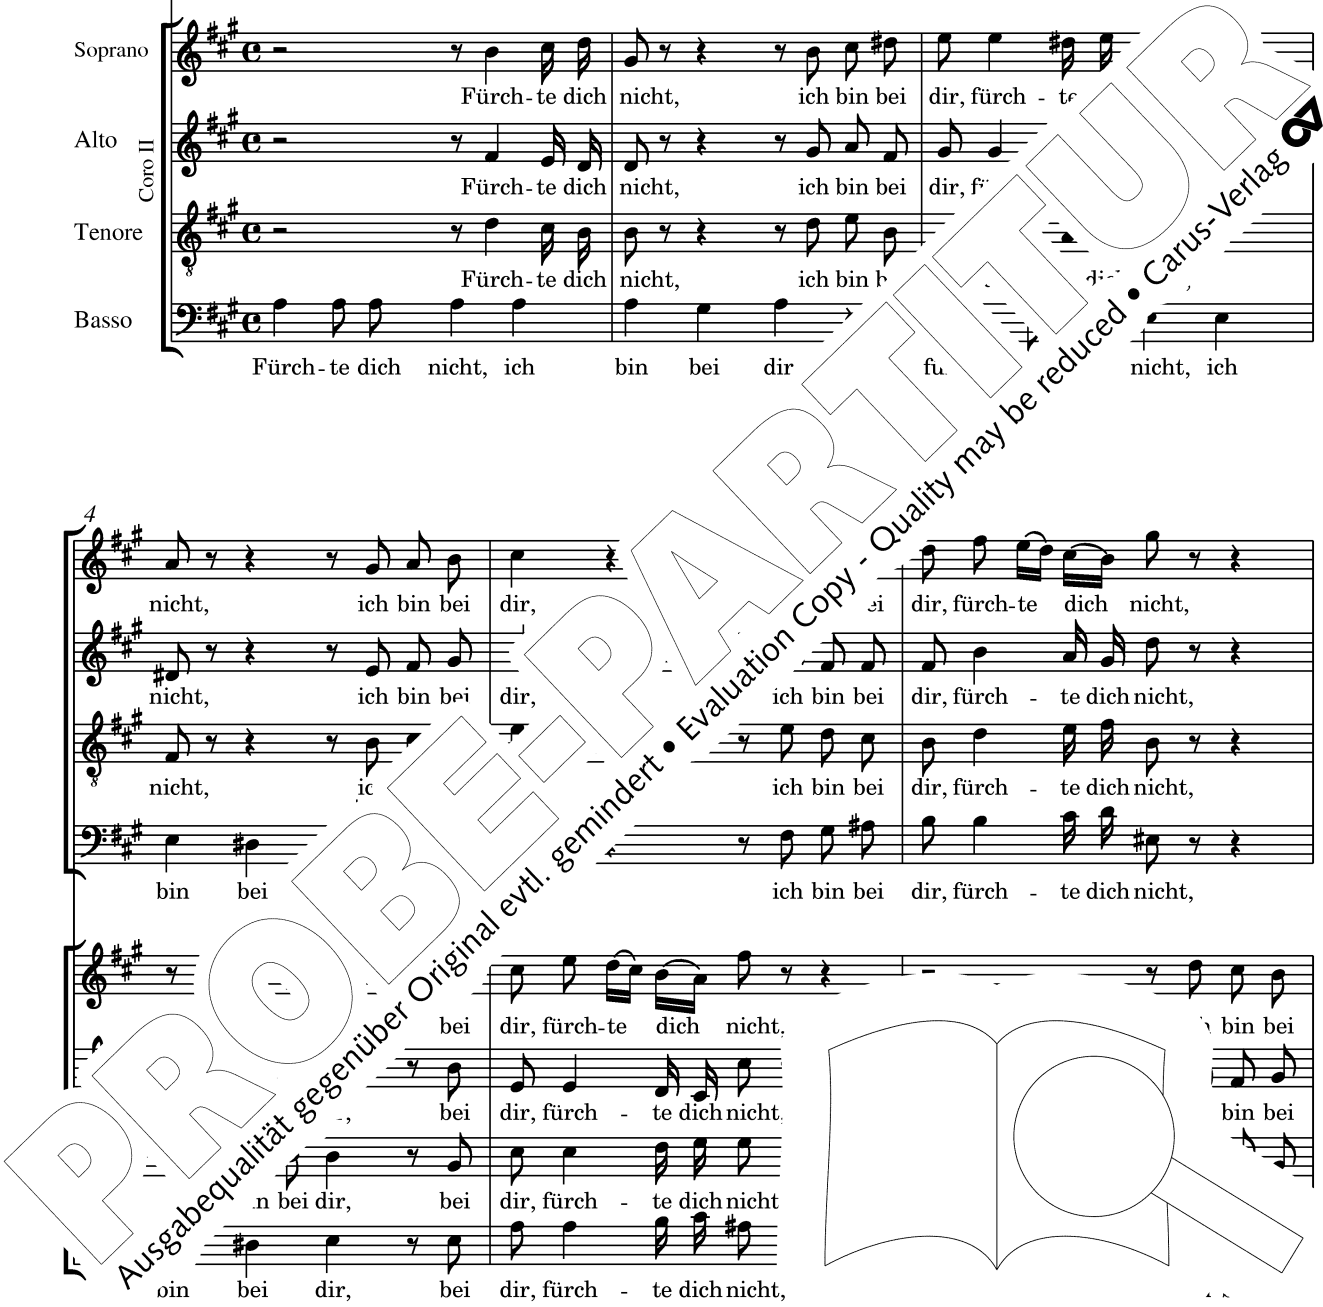 Soprano
Fürch - te dich nicht, ich bin bei dir, fürch -
Alto
Coro II
Fürch - te dich nicht, ich bin bei dir,
Tenore
Fürch - te dich nicht, ich bin
Basso
Fürch - te dich nicht, ich bin bei dir nicht, ich
4
nicht, ich bin bei dir, dir, fürch - te dich nicht,
nicht, ich bin bei dir, ich bin bei dir, fürch - te dich nicht,
nicht, ich bin bei dir, fürch - te dich nicht,
bin bei ich bin bei dir, fürch - te dich nicht,
bei dir, fürch - te dich nicht, bin bei
bei dir, fürch - te dich nicht, bin bei
bei dir, bei dir, fürch - te dich nicht
bei dir, bei dir, fürch - te dich nicht,
PROBE-PARTITUR
Ausgabequalität gegenüber Original evtl. gemindert • Evaluation Copy - Quality may be reduced • Carus-Verlag